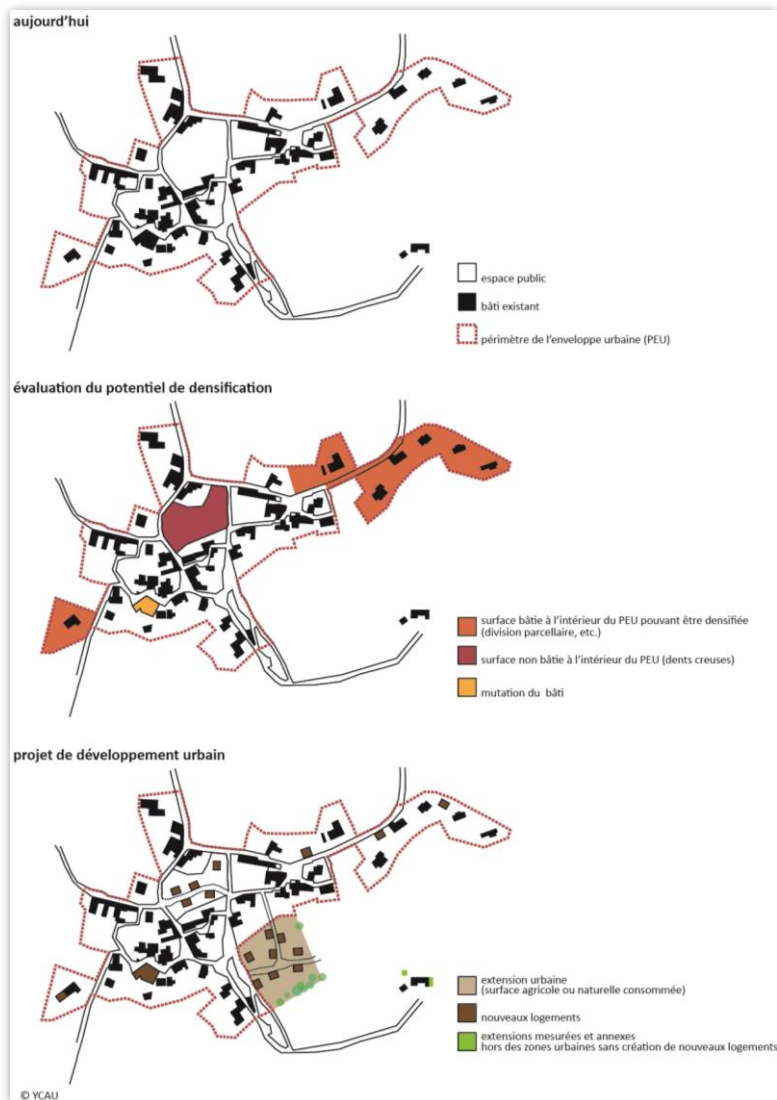 aujourd'hui
espace public
bâti existant
périmètre de l'enveloppe urbaine (PEU)
évaluation du potentiel de densification
surface bâtie à l'intérieur du PEU pouvant être densifiée
(division parcellaire, etc.)
surface non bâtie à l'intérieur du PEU (dents creuses)
mutation du bâti
projet de développement urbain
extension urbaine
(surface agricole ou naturelle consommée)
nouveaux logements
extensions mesurées et annexes
hors des zones urbaines sans création de nouveaux logements
© YCAU